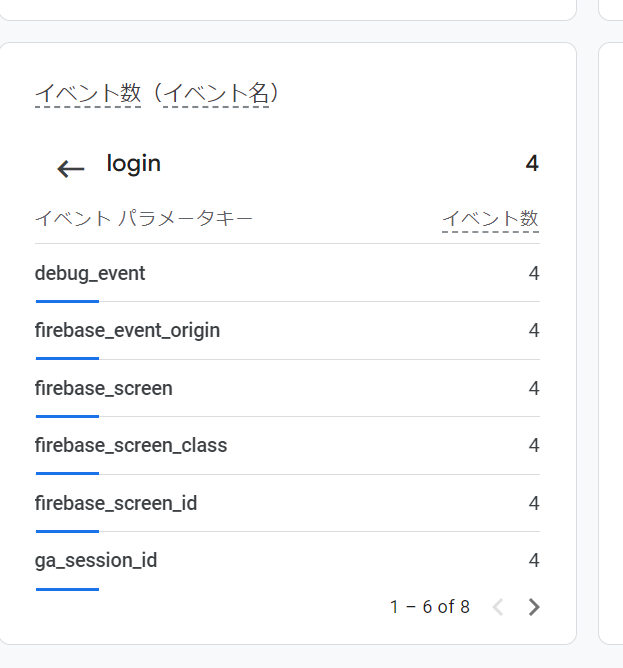 イベント数（イベント名）
← login 4
イベント パラメータキー イベント数
debug_event 4
firebase_event_origin 4
firebase_screen 4
firebase_screen_class 4
firebase_screen_id 4
ga_session_id 4
1 – 6 of 8